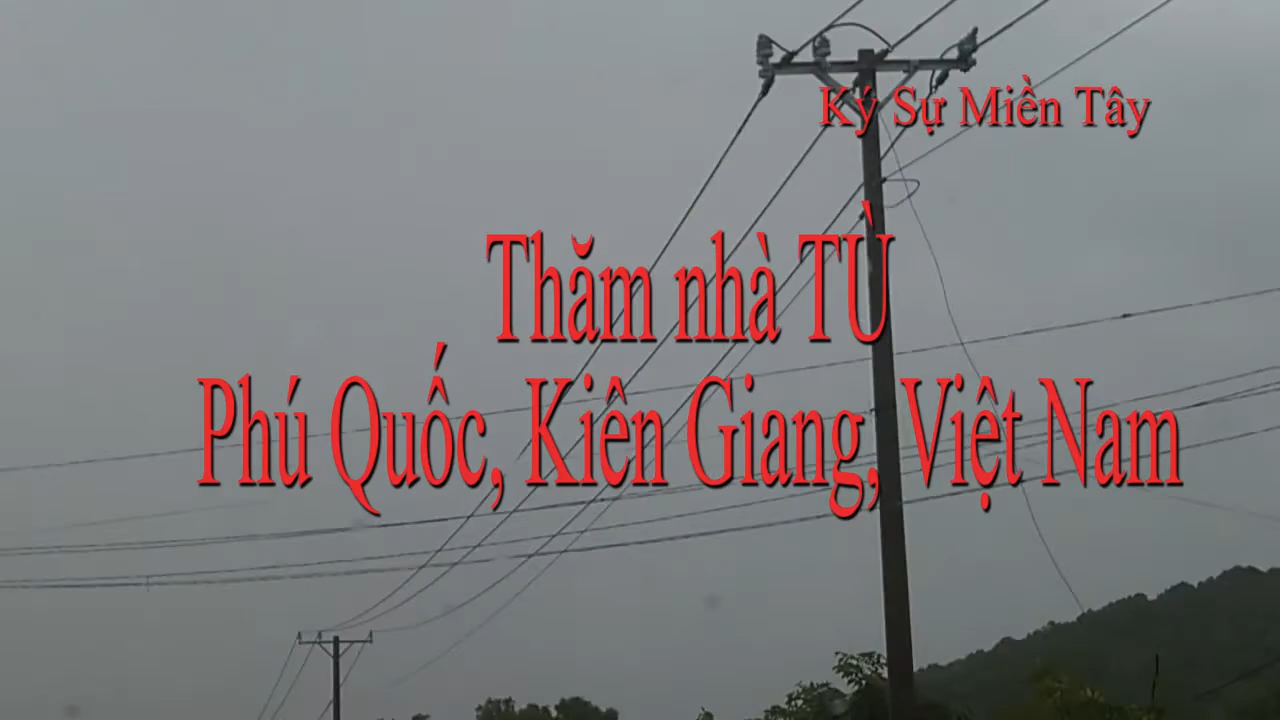 Ký Sự Miền Tây
Thăm nhà TÙ
Phú Quốc, Kiên Giang, Việt Nam